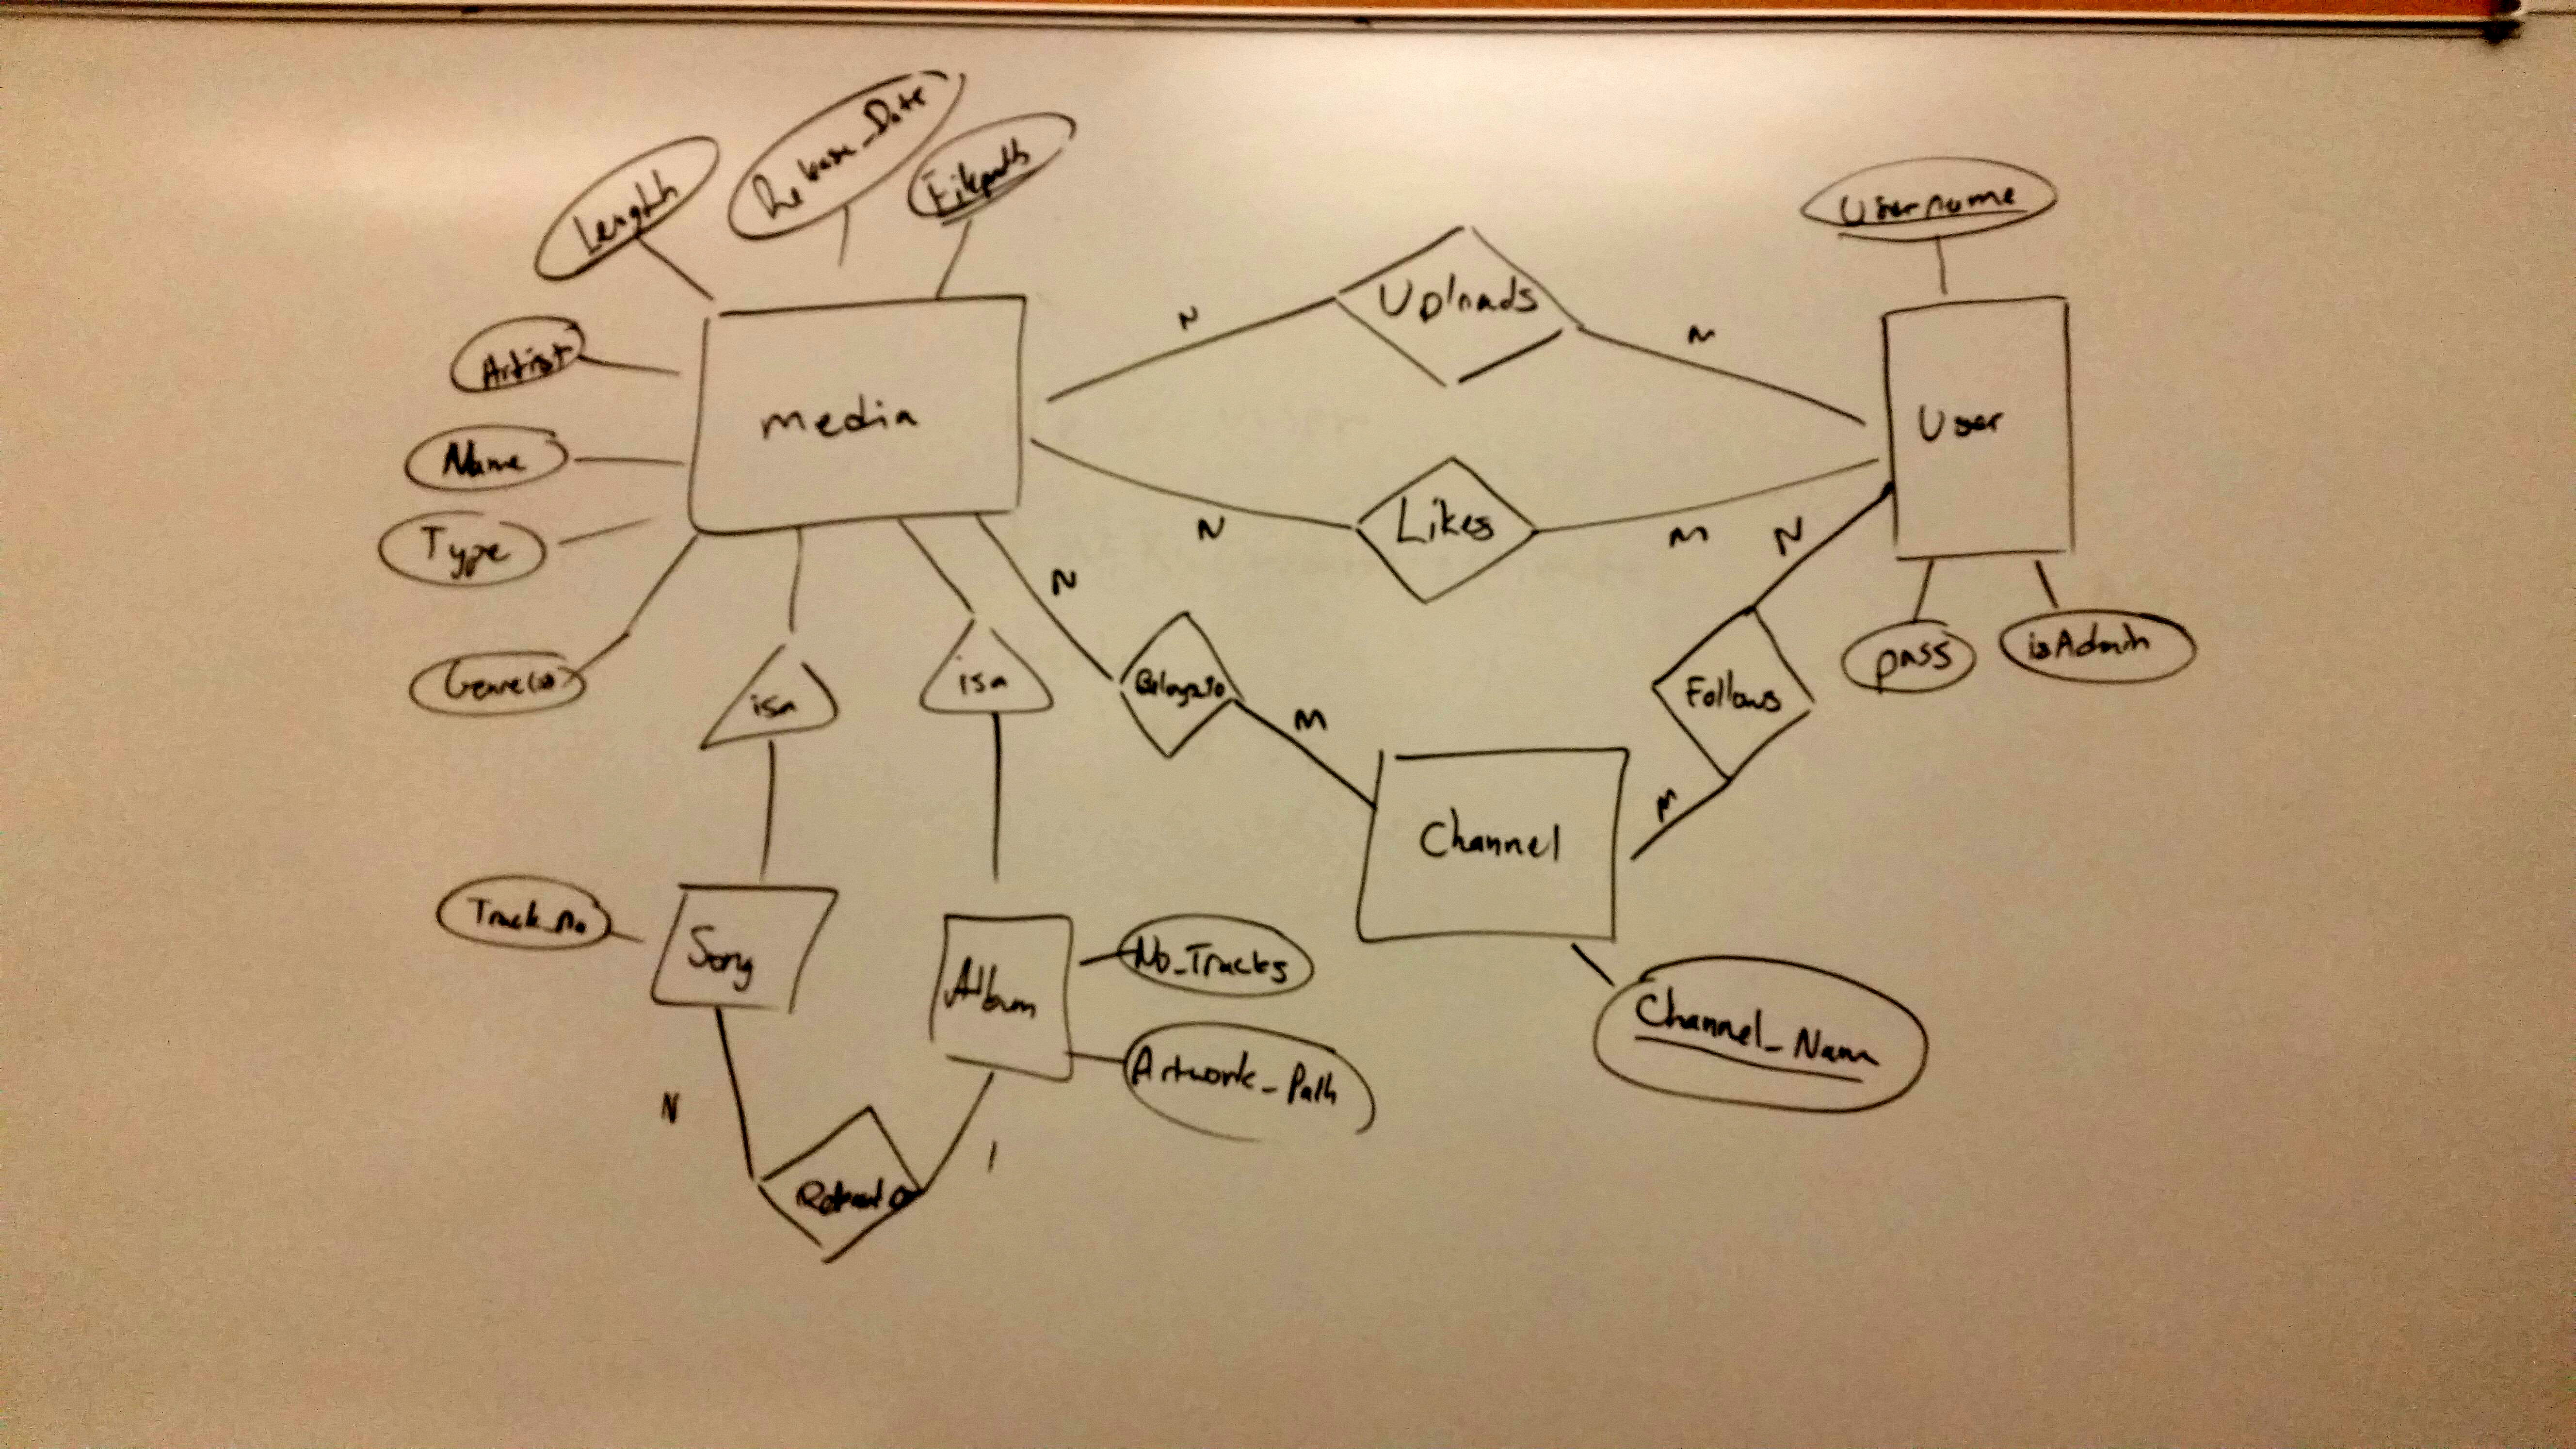 Length
Release_Date
Filepath
Username
Artist
media
N
Uploads
N
User
Name
Type
N
Likes
M
N
Genre(s)
isa
isa
N
BelongsTo
M
Follows
pass
isAdmin
M
Channel
Track_no
Song
Album
No_Tracks
Artwork_Path
Channel_Name
N
1